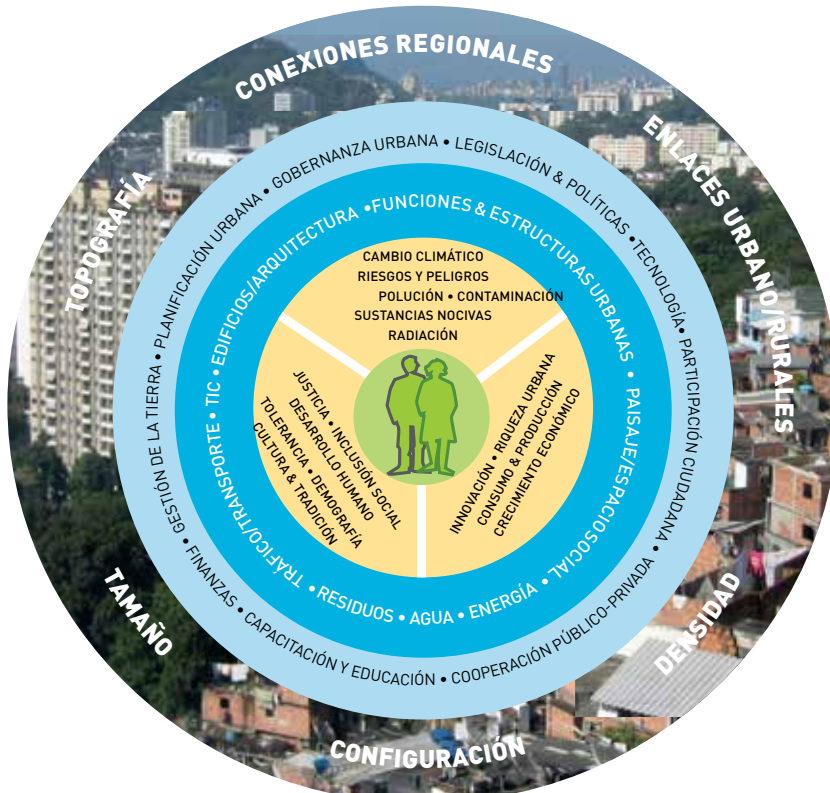 CONEXIONES REGIONALES
ENLACES URBANO/RURALES
DENSIDAD
CONFIGURACIÓN
TAMAÑO
TOPOGRAFÍA
PLANIFICACIÓN URBANA • GOBERNANZA URBANA • LEGISLACIÓN & POLÍTICAS • TECNOLOGÍA • PARTICIPACIÓN CIUDADANA • COOPERACIÓN PÚBLICO-PRIVADA • CAPACITACIÓN Y EDUCACIÓN • FINANZAS • GESTIÓN DE LA TIERRA •
EDIFICIOS/ARQUITECTURA • FUNCIONES & ESTRUCTURAS URBANAS • PAISAJE/ESPACIO SOCIAL • ENERGÍA • AGUA • RESIDUOS • TRÁFICO/TRANSPORTE • TIC •
CAMBIO CLIMÁTICO
RIESGOS Y PELIGROS
POLUCIÓN • CONTAMINACIÓN
SUSTANCIAS NOCIVAS
RADIACIÓN
INNOVACIÓN • RIQUEZA URBANA
CONSUMO & PRODUCCIÓN
CRECIMIENTO ECONÓMICO
JUSTICIA • INCLUSIÓN SOCIAL
DESARROLLO HUMANO
TOLERANCIA • DEMOGRAFÍA
CULTURA & TRADICIÓN